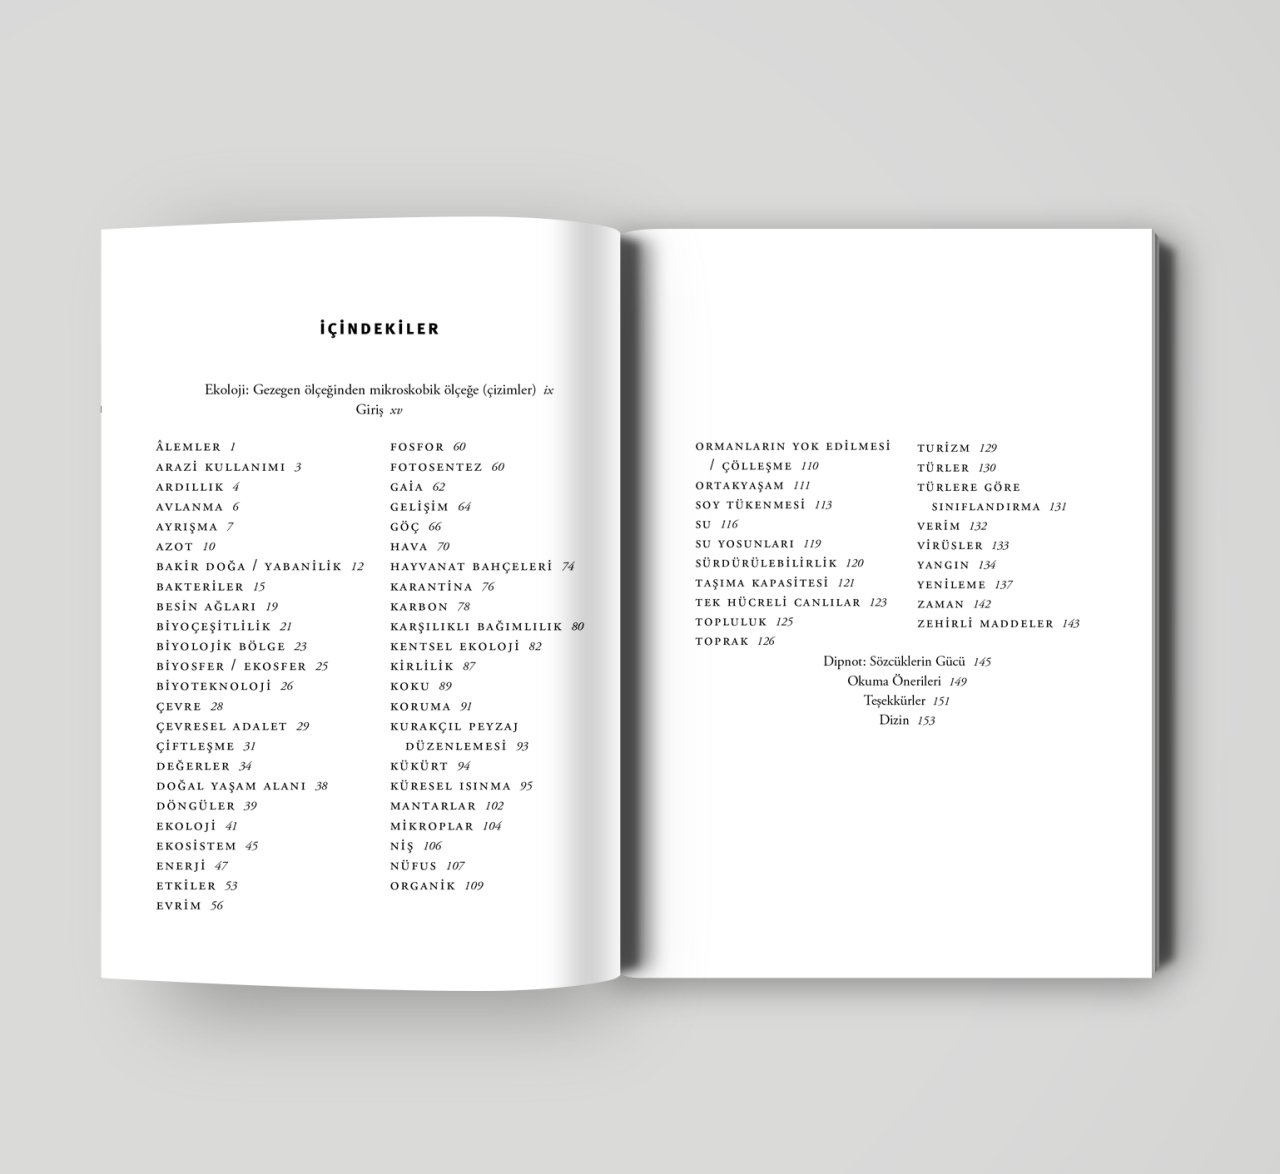 İÇİNDEKİLER
Ekoloji: Gezegen ölçeğinden mikroskobik ölçeğe (çizimler) ix
Giriş xv
ÂLEMLER 1
ARAZİ KULLANIMI 3
ARDILLIK 4
AVLANMA 6
AYRIŞMA 7
AZOT 10
BAKİR DOĞA / YABANİLİK 12
BAKTERİLER 15
BESİN AĞLARI 19
BİYOÇEŞİTLİLİK 21
BİYOLOJİK BÖLGE 23
BİYOSFER / EKOSFER 25
BİYOTEKNOLOJİ 26
ÇEVRE 28
ÇEVRESEL ADALET 29
ÇİFTLEŞME 31
DEĞERLER 34
DOĞAL YAŞAM ALANI 38
DÖNGÜLER 39
EKOLOJİ 41
EKOSİSTEM 45
ENERJİ 47
ETKİLER 53
EVRİM 56
FOSFOR 60
FOTOSENTEZ 60
GAİA 62
GELİŞİM 64
GÖÇ 66
HAVA 70
HAYVANAT BAHÇELERİ 74
KARANTİNA 76
KARBON 78
KARŞILIKLI BAĞIMLILIK 80
KENTSEL EKOLOJİ 82
KİRLİLİK 87
KOKU 89
KORUMA 91
KURAKÇIL PEYZAJ
DÜZENLEMESİ 93
KÜKÜRT 94
KÜRESEL ISINMA 95
MANTARLAR 102
MİKROPLAR 104
NİŞ 106
NÜFUS 107
ORGANİK 109
ORMANLARIN YOK EDİLMESİ
/ ÇÖLLEŞME 110
ORTAKYAŞAM 111
SOY TÜKENMESİ 113
SU 116
SU YOSUNLARI 119
SÜRDÜRÜLEBİLİRLİK 120
TAŞIMA KAPASİTESİ 121
TEK HÜCRELİ CANLILAR 123
TOPLULUK 125
TOPRAK 126
TURİZM 129
TÜRLER 130
TÜRLERE GÖRE
SINIFLANDIRMA 131
VERİM 132
VİRÜSLER 133
YANGIN 134
YENİLEME 137
ZAMAN 142
ZEHİRLİ MADDELER 143
Dipnot: Sözcüklerin Gücü 145
Okuma Önerileri 149
Teşekkürler 151
Dizin 153